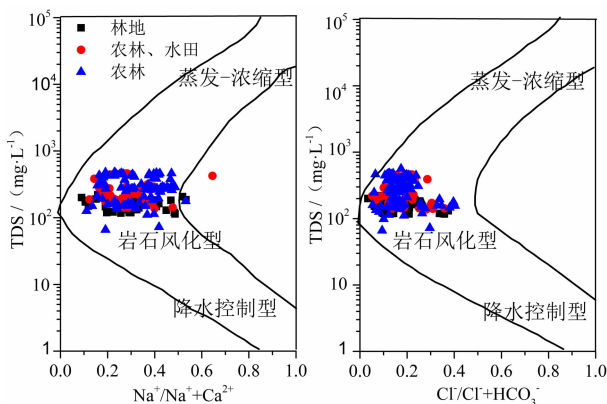 10⁵
10⁴
10³
10²
10
1
TDS /（mg·L⁻¹）
林地
农林、水田
农林
蒸发-浓缩型
岩石风化型
降水控制型
0.0 0.2 0.4 0.6 0.8 1.0
Na⁺/Na⁺+Ca²⁺
10⁵
10⁴
10³
10²
10
1
TDS /（mg·L⁻¹）
蒸发-浓缩型
岩石风化型
降水控制型
0.0 0.2 0.4 0.6 0.8 1.0
Cl⁻/Cl⁻+HCO₃⁻